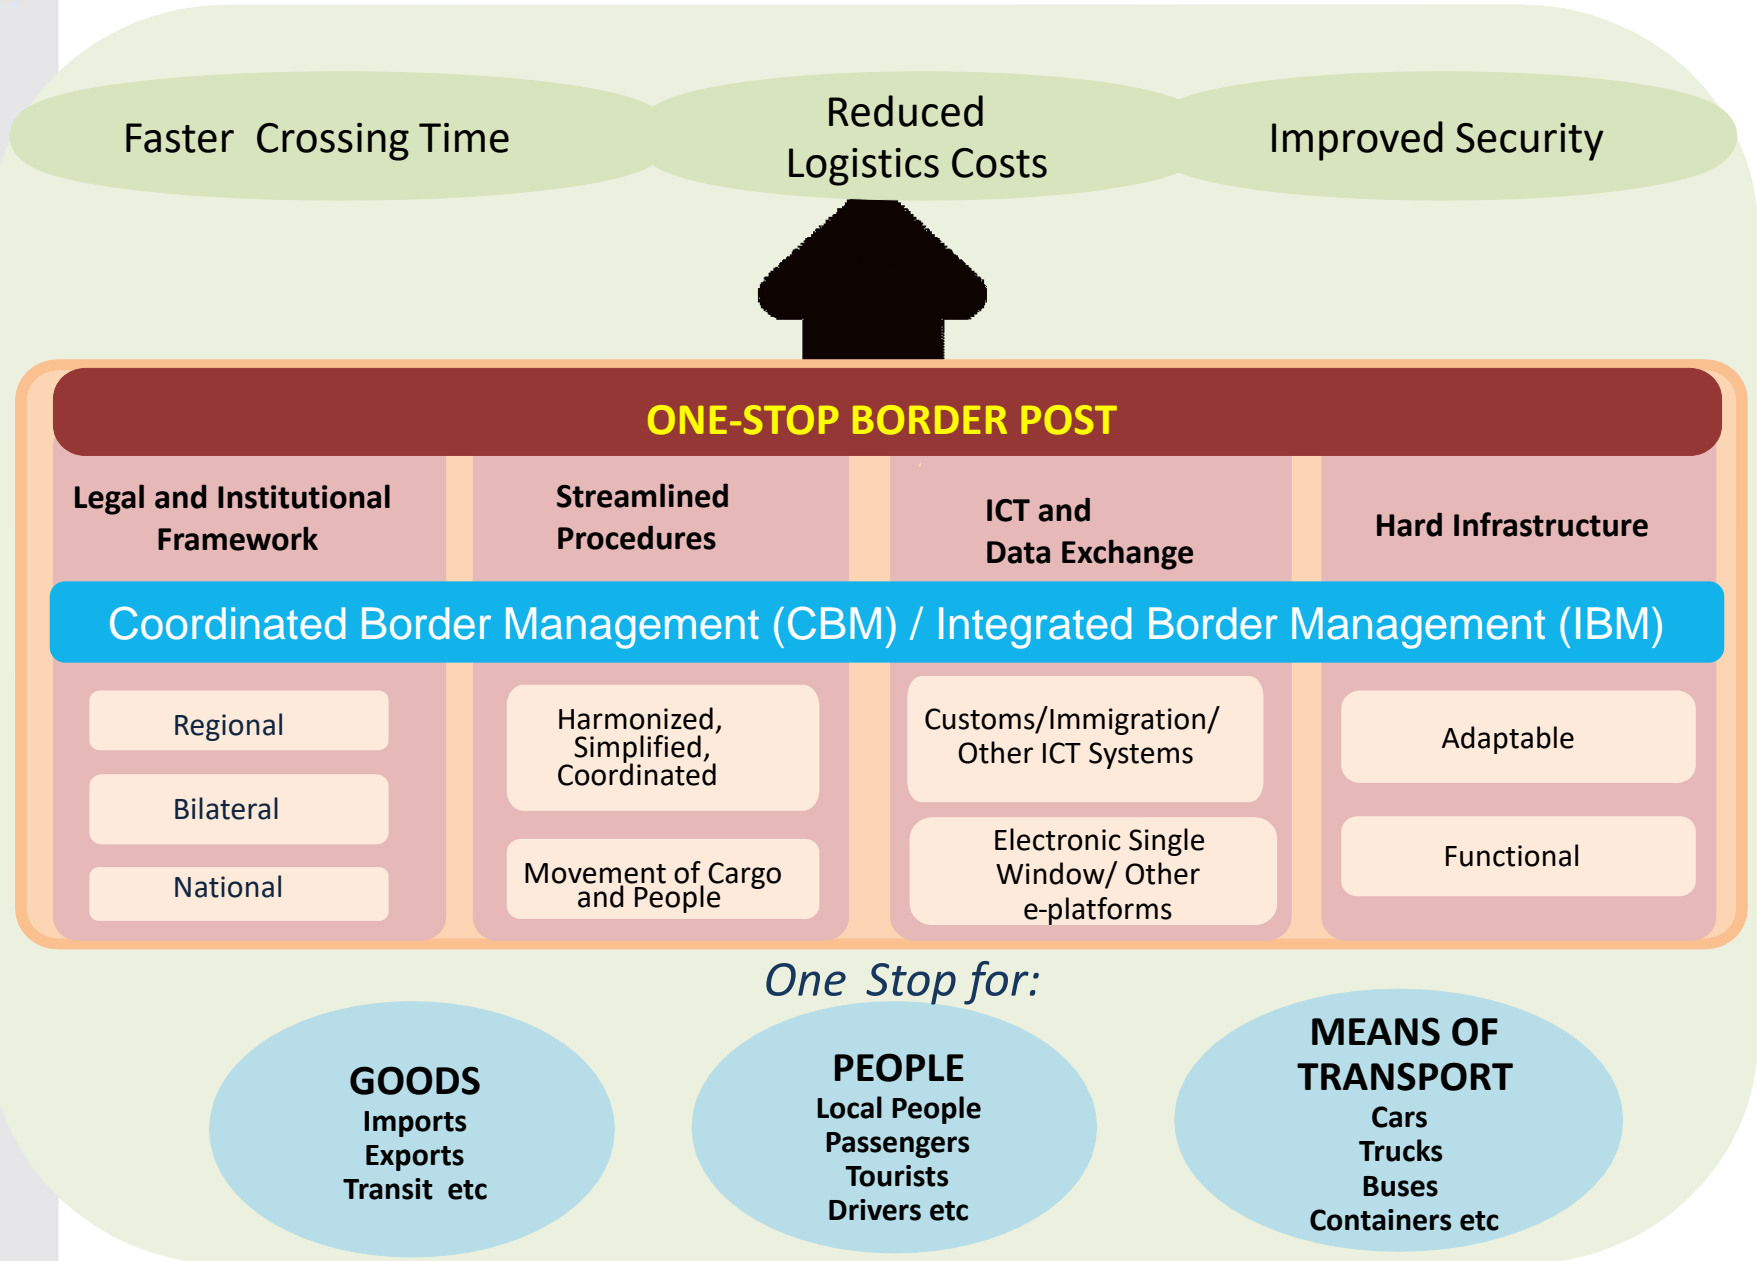 Faster Crossing Time
Reduced
Logistics Costs
Improved Security
ONE-STOP BORDER POST
Legal and Institutional
Framework
Streamlined
Procedures
ICT and
Data Exchange
Hard Infrastructure
Coordinated Border Management (CBM) / Integrated Border Management (IBM)
Regional
Bilateral
National
Harmonized,
Simplified,
Coordinated
Movement of Cargo
and People
Customs/Immigration/
Other ICT Systems
Electronic Single
Window/ Other
e-platforms
Adaptable
Functional
One Stop for:
GOODS
Imports
Exports
Transit etc
PEOPLE
Local People
Passengers
Tourists
Drivers etc
MEANS OF
TRANSPORT
Cars
Trucks
Buses
Containers etc